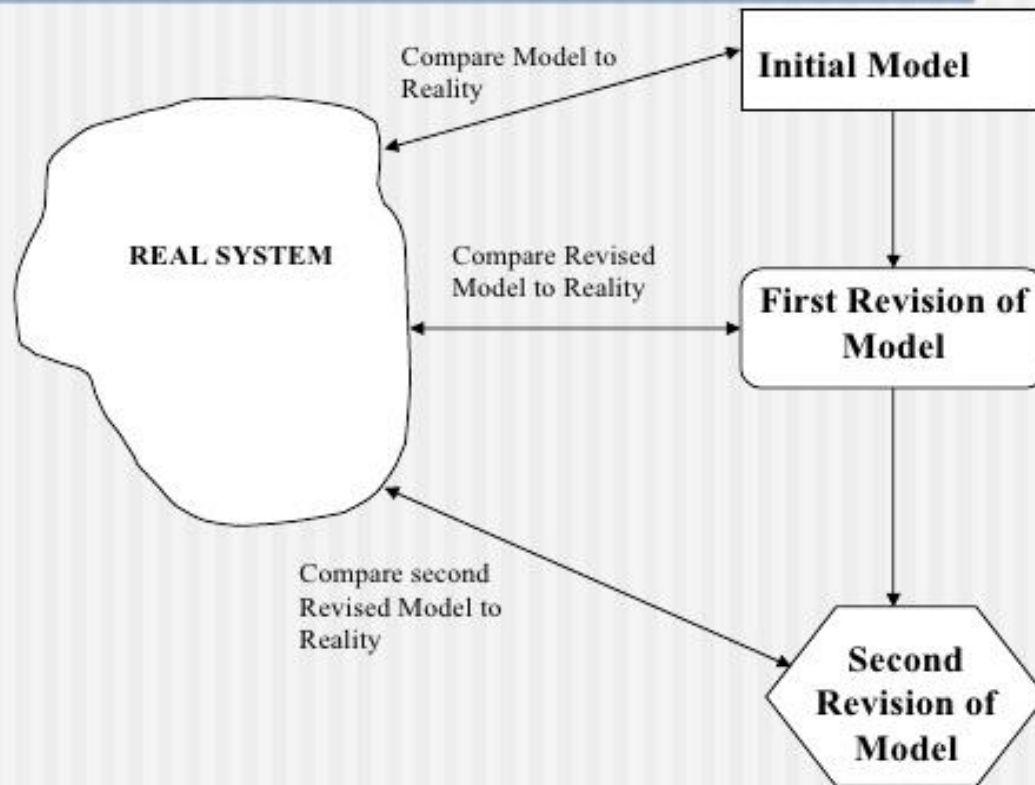 Compare Model to
Reality
Initial Model
REAL SYSTEM
Compare Revised
Model to Reality
First Revision of
Model
Compare second
Revised Model to
Reality
Second
Revision of
Model